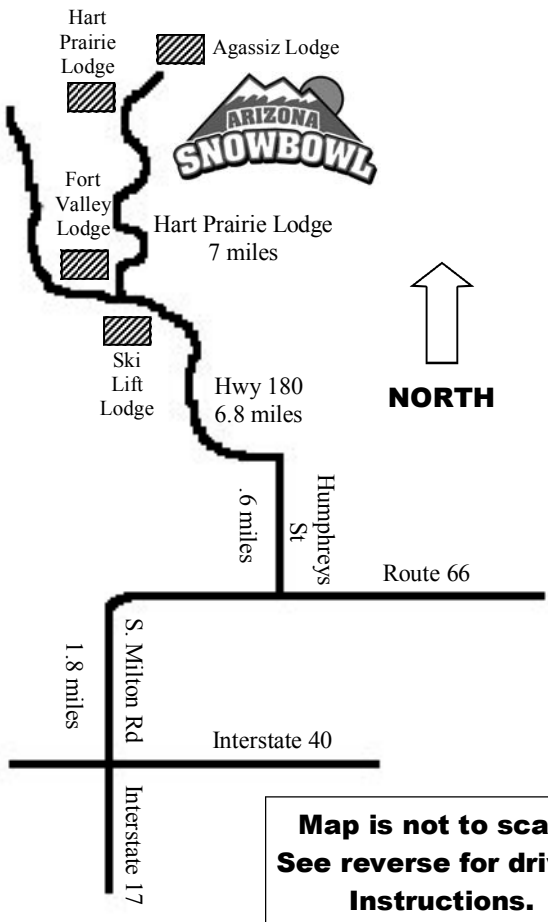 Hart
Prairie
Lodge
Agassiz Lodge
ARIZONA
SNOWBOWL
Fort
Valley
Lodge
Hart Prairie Lodge
7 miles
Ski
Lift
Lodge
Hwy 180
6.8 miles
NORTH
Humphreys
St
.6 miles
Route 66
S. Milton Rd
1.8 miles
Interstate 40
Interstate 17
Map is not to sca
See reverse for driv
Instructions.